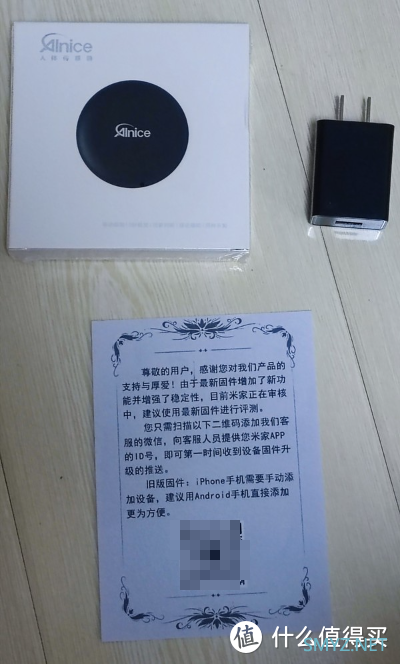 AInice
AInice
尊敬的用户，感谢您对我们产品的
支持与厚爱！由于最新固件增加了新功
能并增强了稳定性，目前米家正在审核
中，建议使用最新固件进行评测。
您只需扫描以下二维码添加我们客
服的微信，向客服人员提供您米家APP
的ID号，即可第一时间收到设备固件升
级的推送。
旧版固件：iPhone手机需要手动添
加设备，建议用Android手机直接添加
更为方便。
值 什么值得买
SMYZ.NET